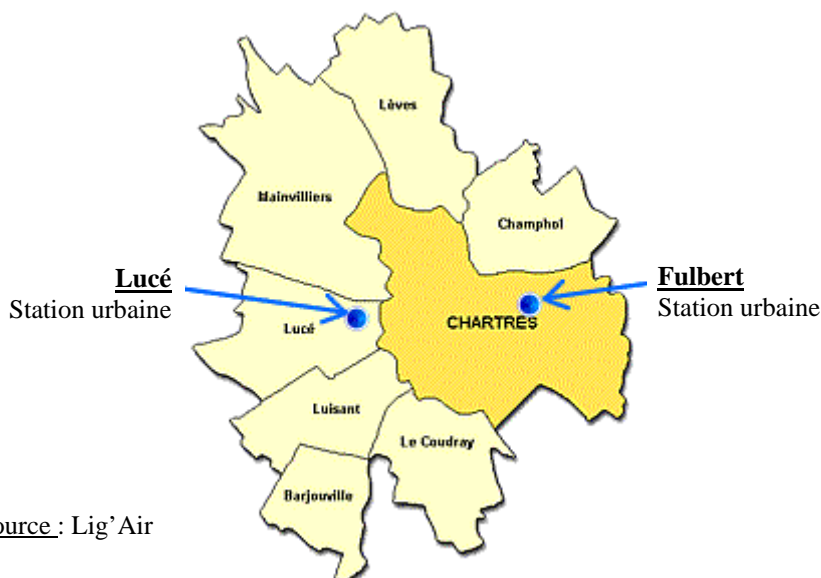 Lèves
Mainvilliers
Champhol
Lucé
Station urbaine
Fulbert
Station urbaine
Lucé
CHARTRES
Luisant
Le Coudray
Barjouville
ource : Lig'Air